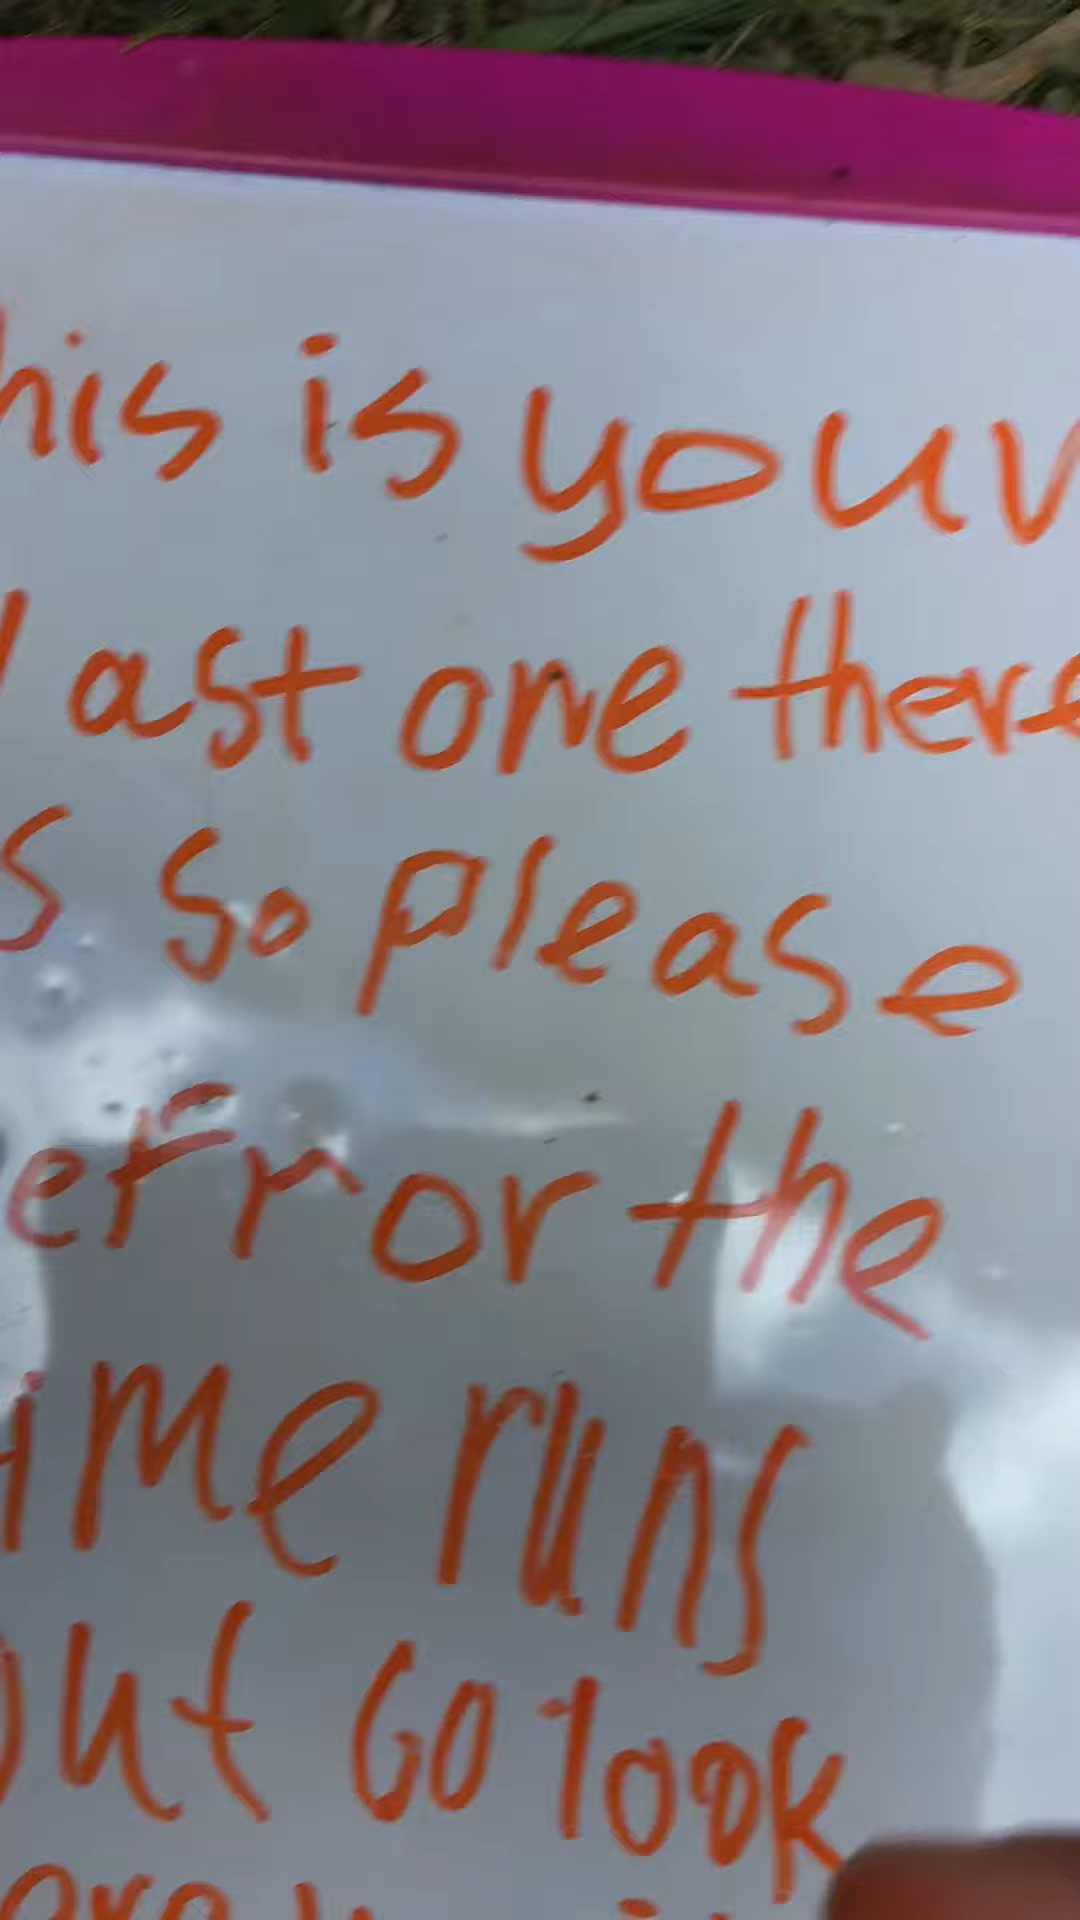 his is your
last one there
s so please
efror the
ime runs
out Go look